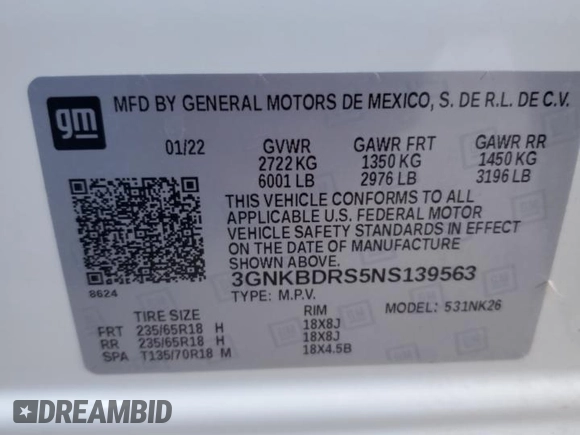 gm
MFD BY GENERAL MOTORS DE MEXICO, S. DE R.L. DE C.V.
01/22 GVWR GAWR FRT GAWR RR
2722 KG 1350 KG 1450 KG
6001 LB 2976 LB 3196 LB
THIS VEHICLE CONFORMS TO ALL
APPLICABLE U.S. FEDERAL MOTOR
VEHICLE SAFETY STANDARDS IN EFFECT
ON THE DATE OF MANUFACTURE
SHOWN ABOVE.
8624
3GNKBDRS5NS139563
TYPE: M.P.V. MODEL: 531NK26
TIRE SIZE RIM
FRT 235/65R18 H 18X8J
RR 235/65R18 H 18X8J
SPA T135/70R18 M 18X4.5B
DREAMBID